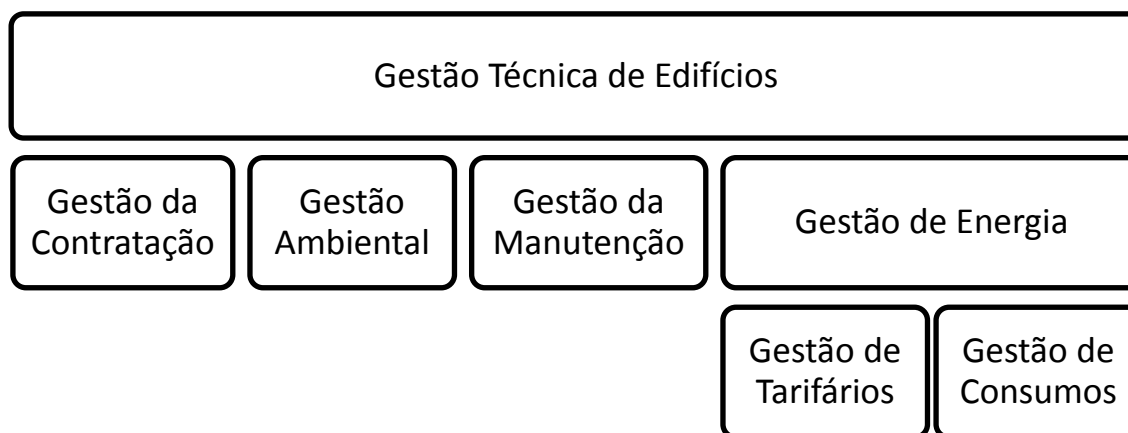 Gestão Técnica de Edifícios
Gestão da
Contratação
Gestão
Ambiental
Gestão da
Manutenção
Gestão de Energia
Gestão de
Tarifários
Gestão de
Consumos